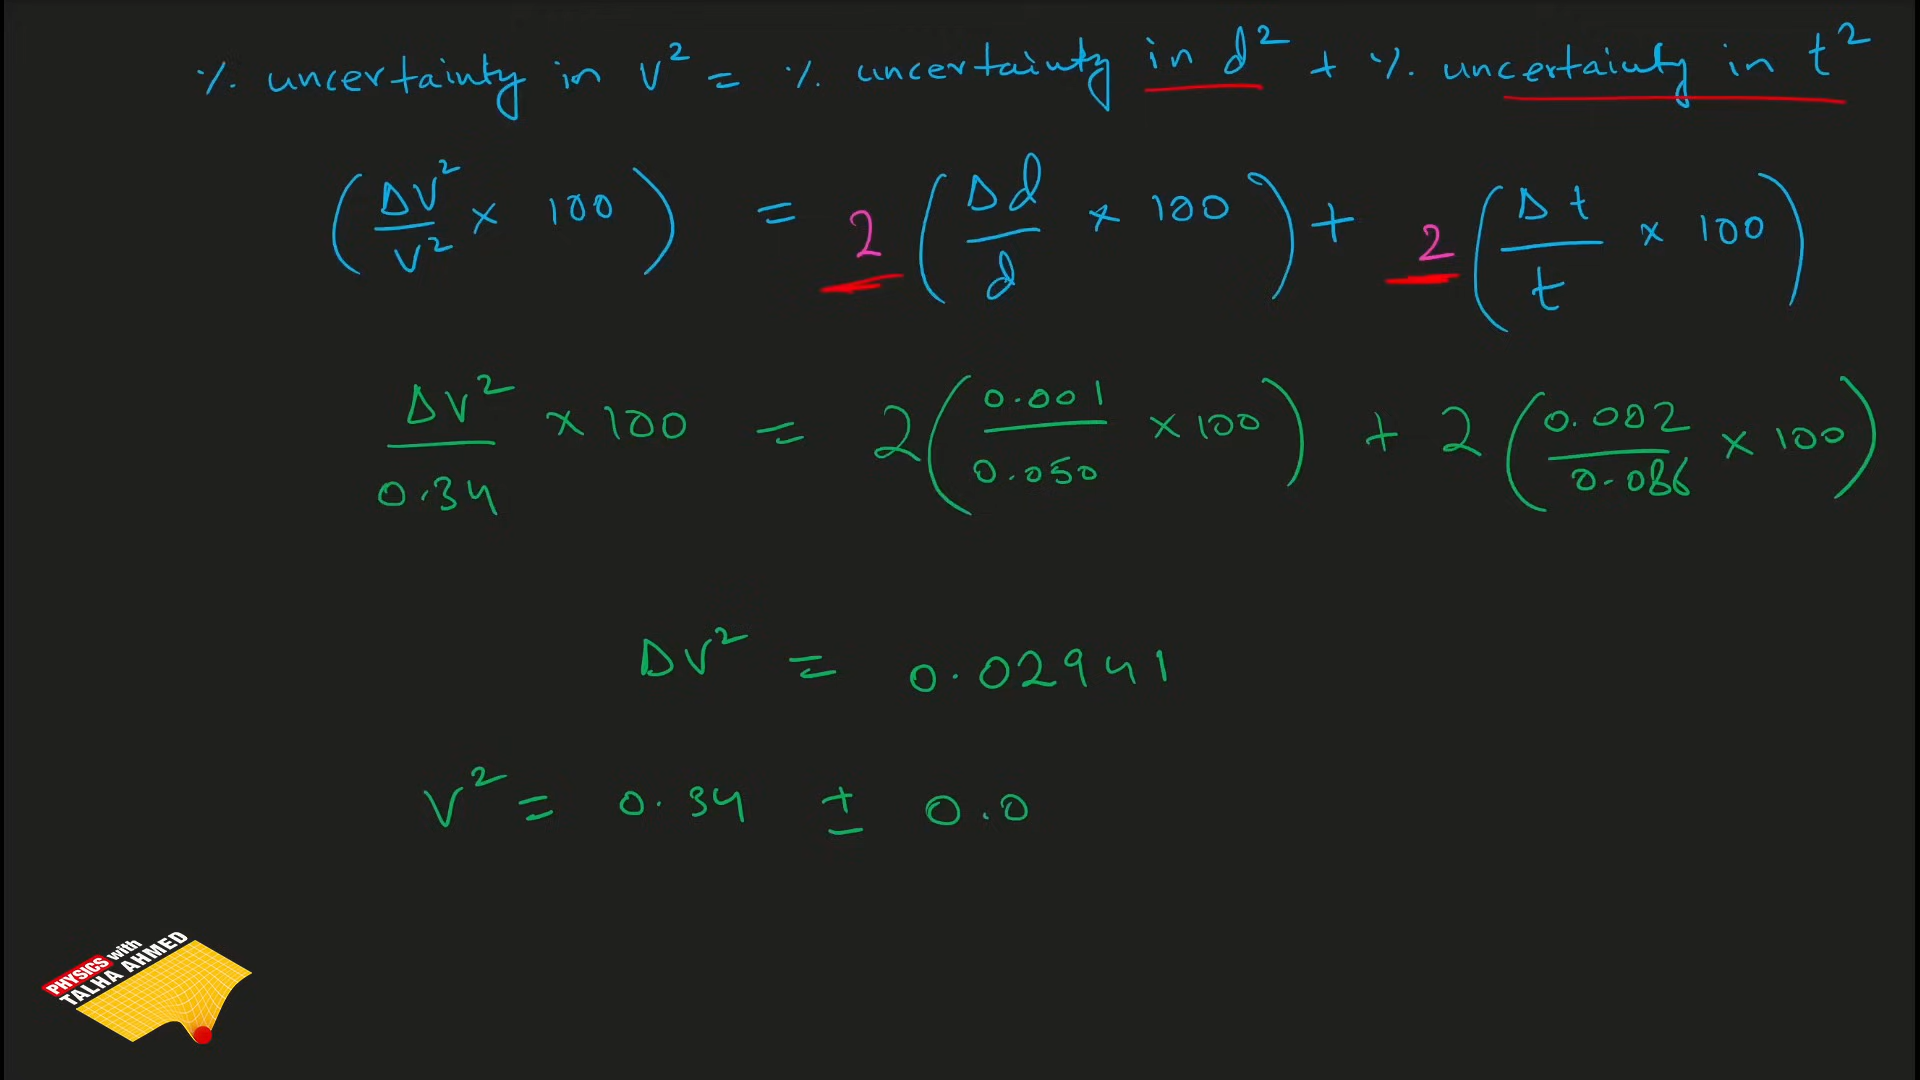 % uncertainty in v² = % uncertainty in d² + % uncertainty in t²
(ΔV²/V² × 100) = 2 (Δd/d × 100) + 2 (Δt/t × 100)
ΔV²/0.34 × 100 = 2 (0.001/0.050 × 100) + 2 (0.002/0.086 × 100)
ΔV² = 0.02941
V² = 0.34 ± 0.0
PHYSICS with
TALHA AHMED